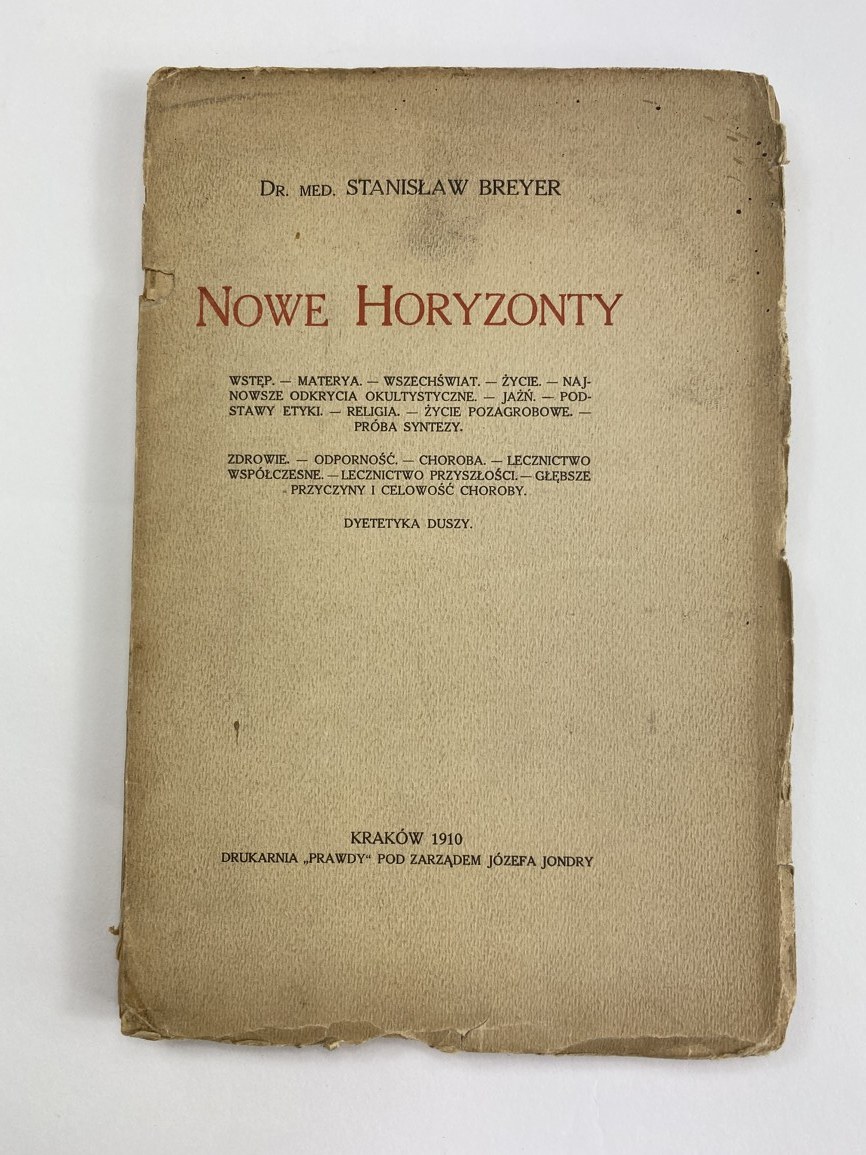 Dr. med. STANISŁAW BREYER
NOWE HORYZONTY
WSTĘP. — MATERYA. — WSZECHŚWIAT. — ŻYCIE. — NAJ-
NOWSZE ODKRYCIA OKULTYSTYCZNE. — JAŹŃ. — POD-
STAWY ETYKI. — RELIGIA. — ŻYCIE POZAGROBOWE. —
PRÓBA SYNTEZY.
ZDROWIE. — ODPORNOŚĆ. — CHOROBA. — LECZNICTWO
WSPÓŁCZESNE. — LECZNICTWO PRZYSZŁOŚCI. — GŁĘBSZE
PRZYCZYNY I CELOWOŚĆ CHOROBY.
DYETETYKA DUSZY.
KRAKÓW 1910
DRUKARNIA „PRAWDY“ POD ZARZĄDEM JÓZEFA JONDRY